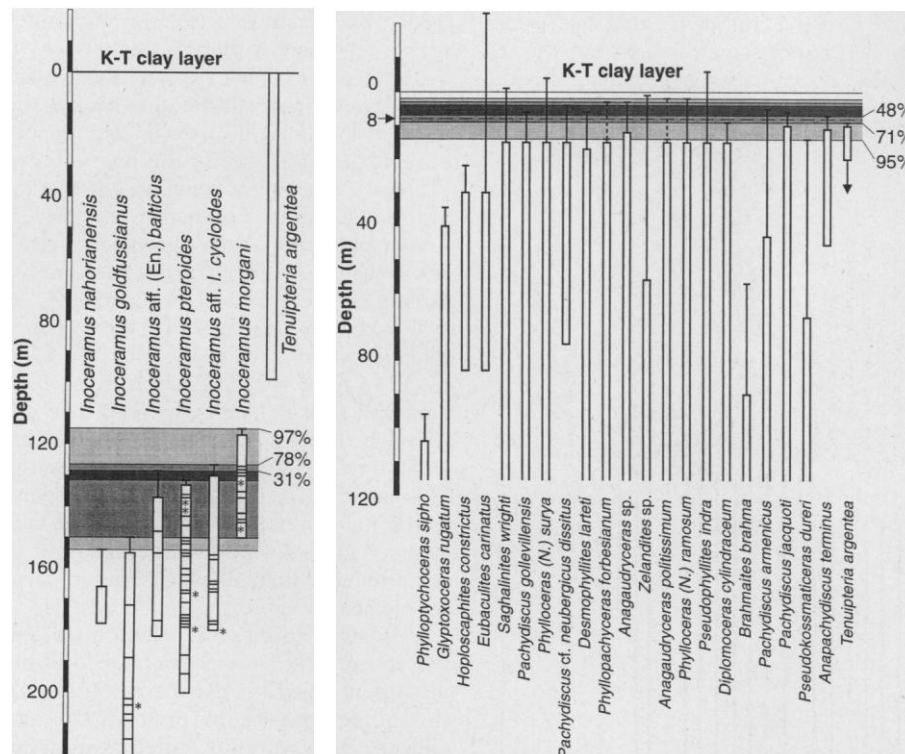 K-T clay layer
0
40
80
120
160
200
Depth (m)
Inoceramus nahorianensis
Inoceramus goldfussianus
Inoceramus aff. (En.) balticus
Inoceramus pteroides
Inoceramus aff. I. cycloides
Inoceramus morgani
Tenuipteria argentea
97%
78%
31%
K-T clay layer
0
8
40
80
120
Depth (m)
48%
71%
95%
Phylloptychoceras sipho
Glyptoxoceras rugatum
Hoploscaphites constrictus
Eubaculites carinatus
Saghalinites wrighti
Pachydiscus gollevillensis
Phylloceras (N.) surya
Pachydiscus ct. neubergicus dissitus
Desmophyllites larteti
Phyllopachyceras forbesianum
Anagaudryceras sp.
Zelandites sp.
Anagaudryceras politissimum
Phylloceras (N.) ramosum
Pseudophyllites indra
Diplomoceras cylindraceum
Brahmaites brahma
Pachydiscus armenicus
Pachydiscus jacquoti
Pseudokossmaticeras dureri
Anapachydiscus terminus
Tenuipteria argentea